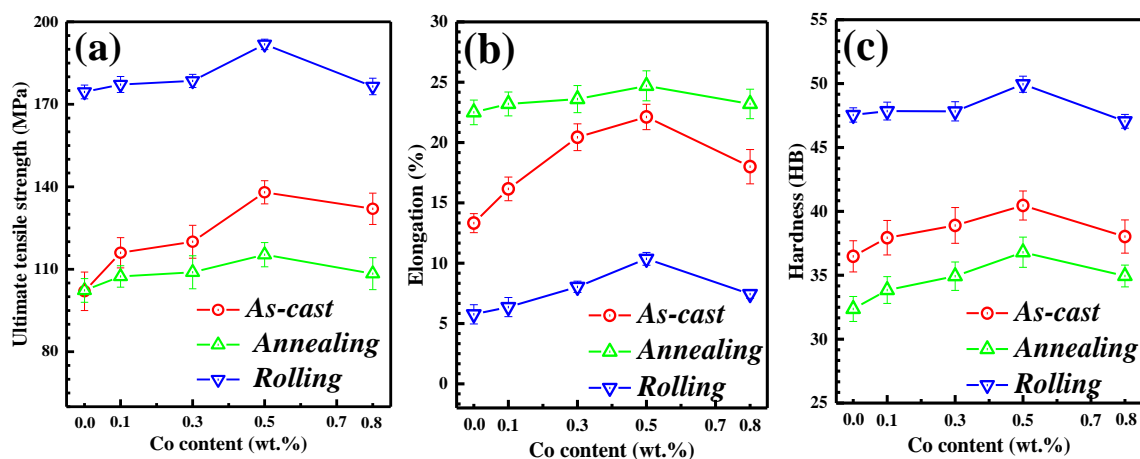 (a)
Ultimate tensile strength (MPa)
200
170
140
110
80
As-cast
Annealing
Rolling
0.0 0.1 0.3 0.5 0.7 0.8
Co content (wt.%)
(b)
Elongation (%)
30
25
20
15
10
5
0
As-cast
Annealing
Rolling
0.0 0.1 0.3 0.5 0.7 0.8
Co content (wt.%)
(c)
Hardness (HB)
55
50
45
40
35
30
25
As-cast
Annealing
Rolling
0.0 0.1 0.3 0.5 0.7 0.8
Co content (wt.%)